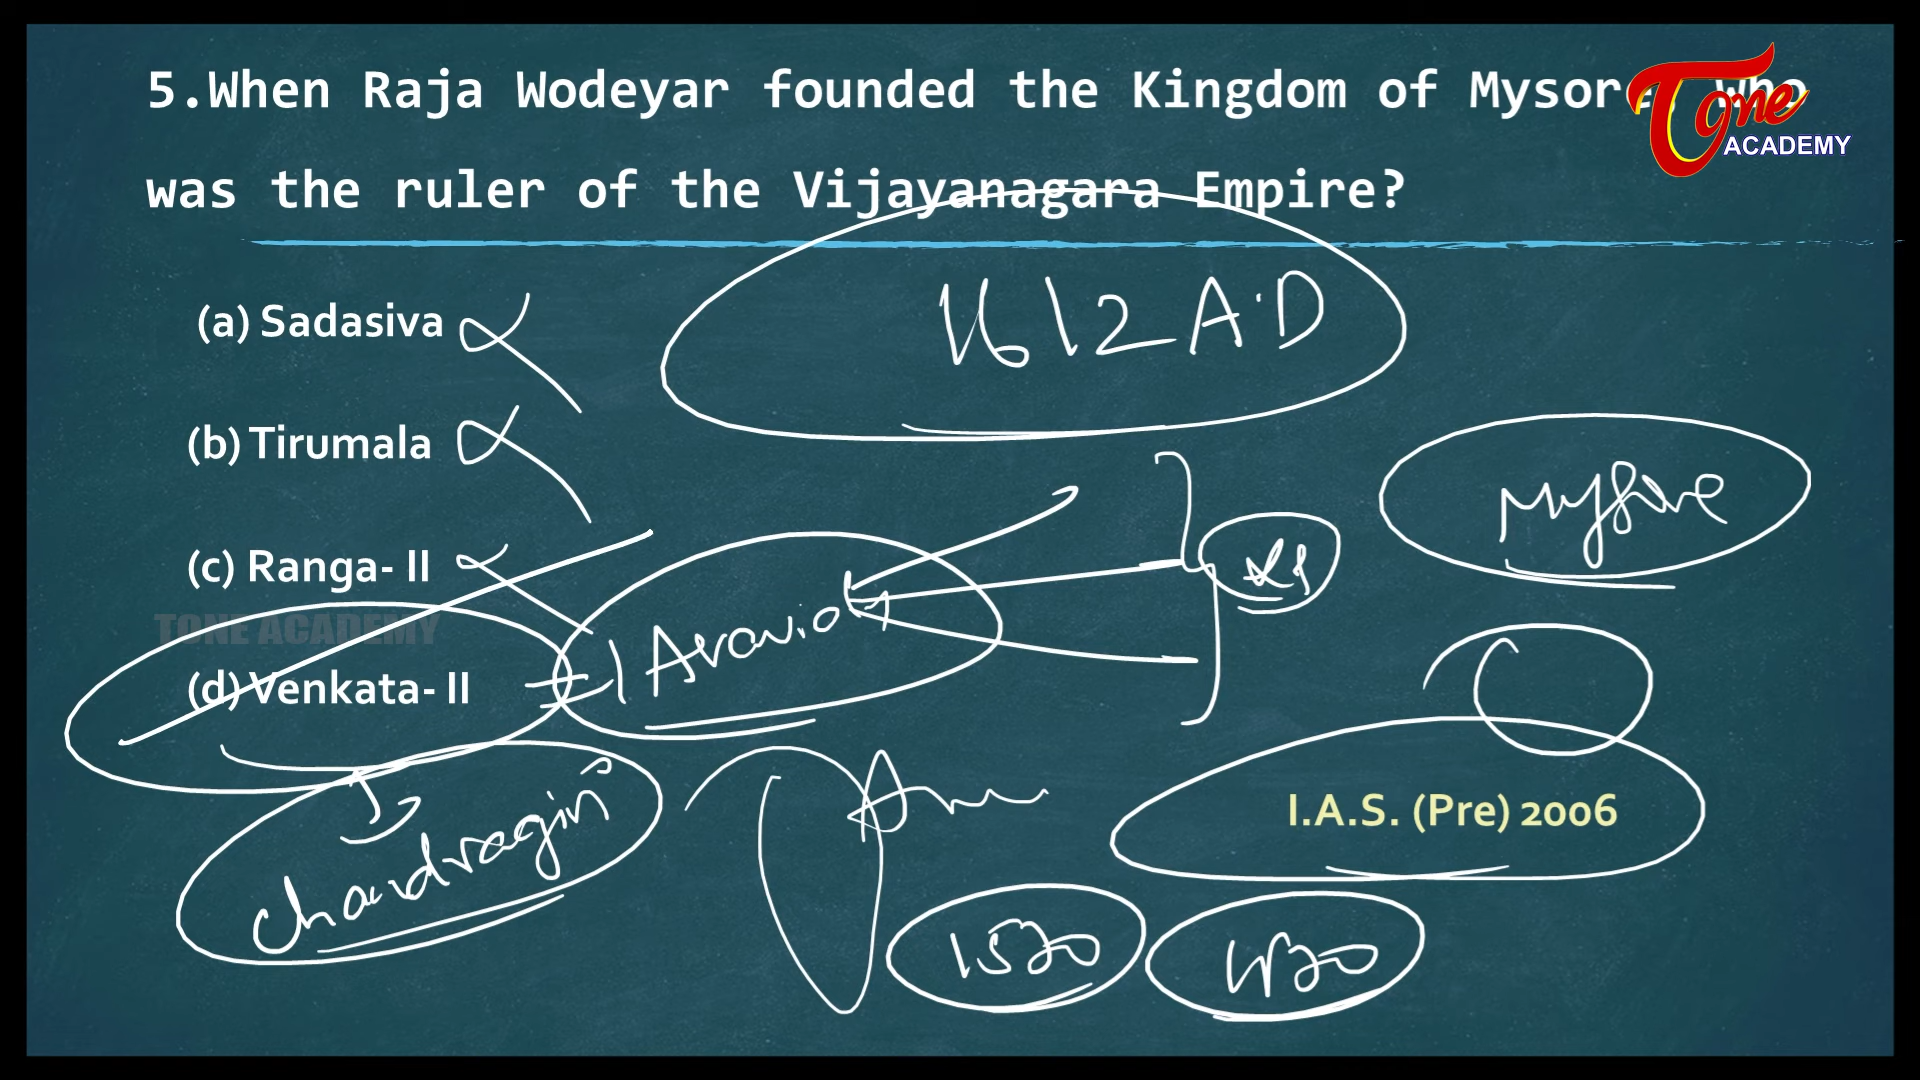 5.When Raja Wodeyar founded the Kingdom of Mysore, who
Tone
ACADEMY
was the ruler of the Vijayanagara Empire?
(a) Sadasiva
1612 A.D
(b) Tirumala
Mysore
(c) Ranga- II
TONE ACADEMY
(d) Venkata- II
Aravidu
I.A.S. (Pre) 2006
chandragiri
1520